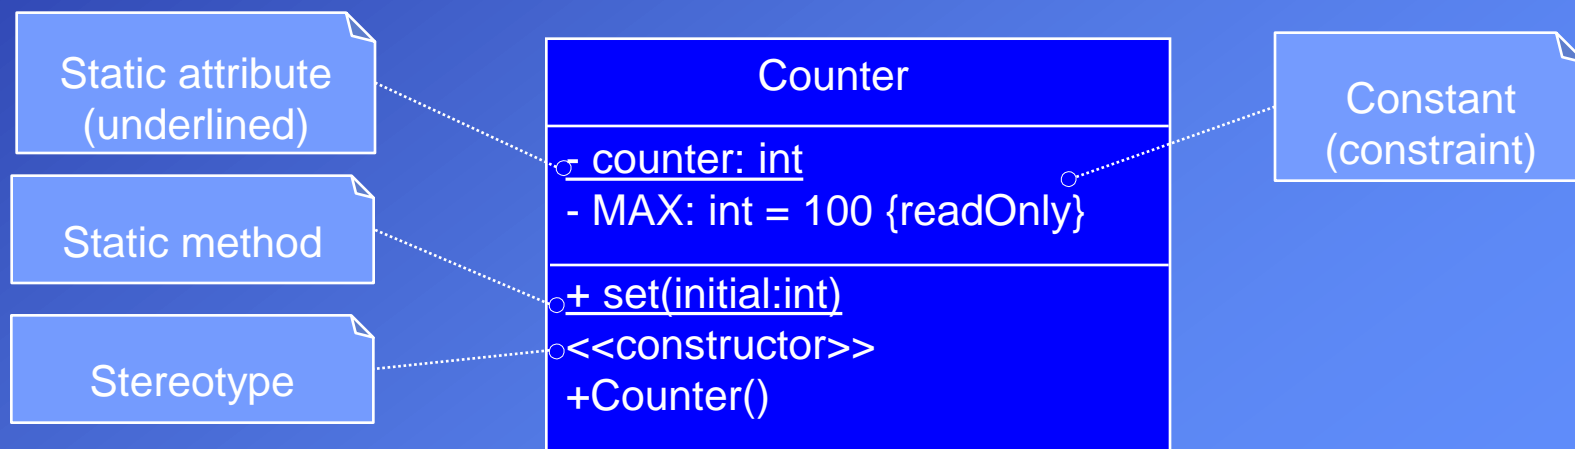 Static attribute
(underlined)
Static method
Stereotype
Counter
- counter: int
- MAX: int = 100 {readOnly}
+ set(initial:int)
<<constructor>>
+Counter()
Constant
(constraint)